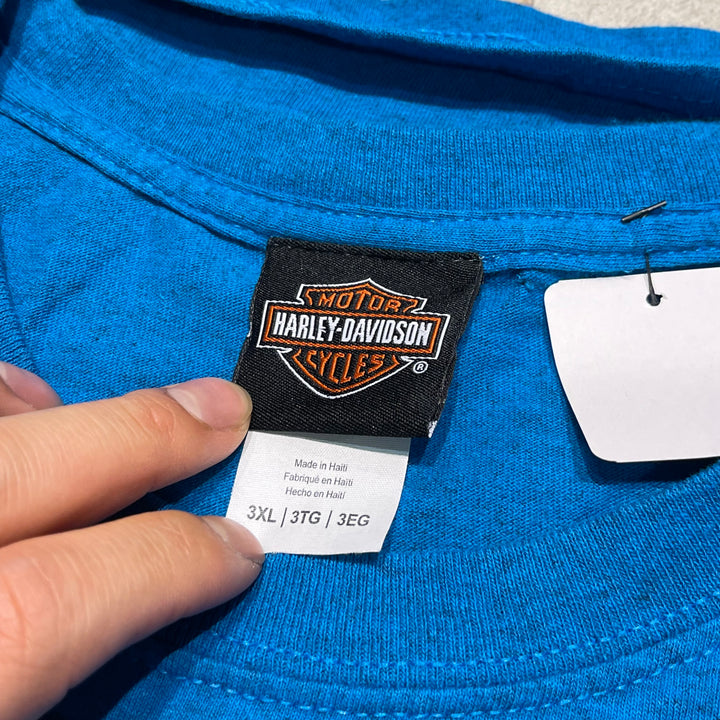 MOTOR
HARLEY-DAVIDSON
CYCLES
®
Made in Haiti
Fabriqué en Haïti
Hecho en Haití
3XL / 3TG / 3EG